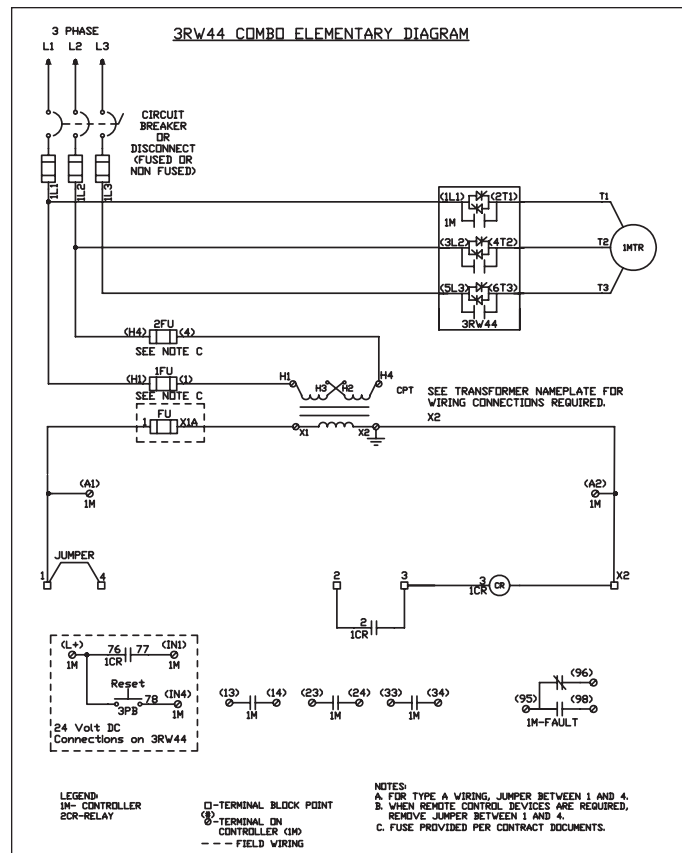 3RW44 COMBO ELEMENTARY DIAGRAM
3 PHASE
L1 L2 L3
CIRCUIT
BREAKER
OR
DISCONNECT
(FUSED OR
NON FUSED)
1L1
1L2
1L3
(1L1) (2T1)
1M
T1
(3L2) (4T2)
T2
1MTR
(5L3) (6T3)
T3
3RW44
2FU
(H4) (4)
SEE NOTE C
1FU
(H1) (1)
SEE NOTE C
H1 H3 H2 H4
CPT
SEE TRANSFORMER NAMEPLATE FOR
WIRING CONNECTIONS REQUIRED.
X2
FU
1 X1A
X1 X2
(A1)
1M
(A2)
1M
JUMPER
1 4
2 3
3
1CR
CR
X2
2
1CR
(L+)
1M
76 77
1CR
(IN1)
1M
Reset
3PB
78 (IN4)
1M
24 Volt DC
Connections on 3RW44
(13) (14)
1M
(23) (24)
1M
(33) (34)
1M
(96)
(95) (98)
1M-FAULT
LEGEND:
1M- CONTROLLER
2CR-RELAY
□-TERMINAL BLOCK POINT
(#)
-TERMINAL ON
CONTROLLER (1M)
--- FIELD WIRING
NOTES:
A. FOR TYPE A WIRING, JUMPER BETWEEN 1 AND 4.
B. WHEN REMOTE CONTROL DEVICES ARE REQUIRED,
REMOVE JUMPER BETWEEN 1 AND 4.
C. FUSE PROVIDED PER CONTRACT DOCUMENTS.